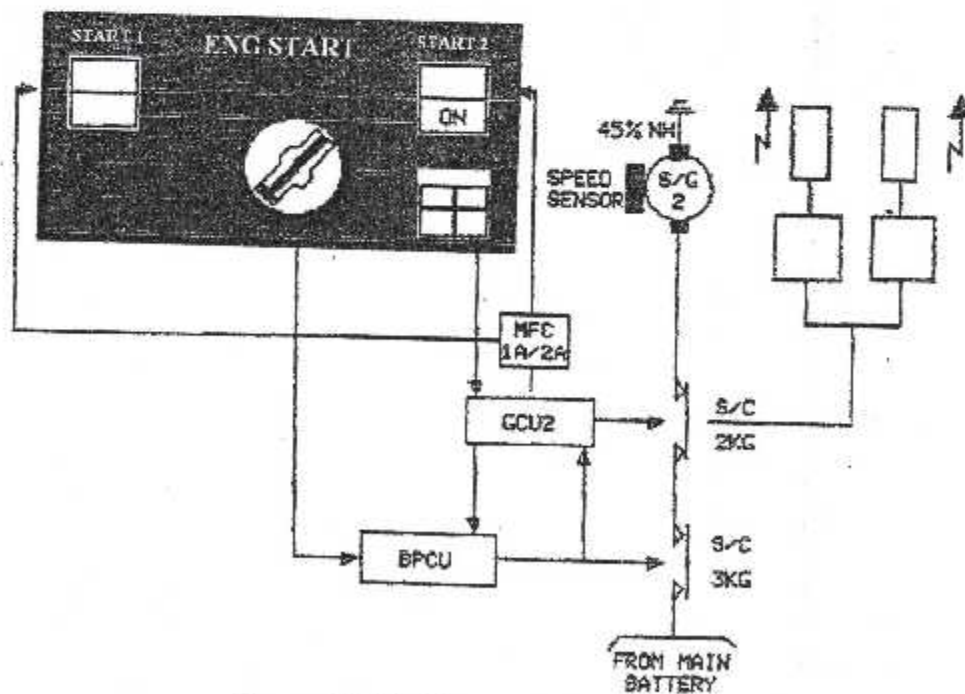 START 1
ENG START
START 2
ON
45% NH
SPEED
SENSOR
S/G
2
MFC
1A/2A
GCU2
S/C
2KG
BPCU
S/C
3KG
FROM MAIN
BATTERY